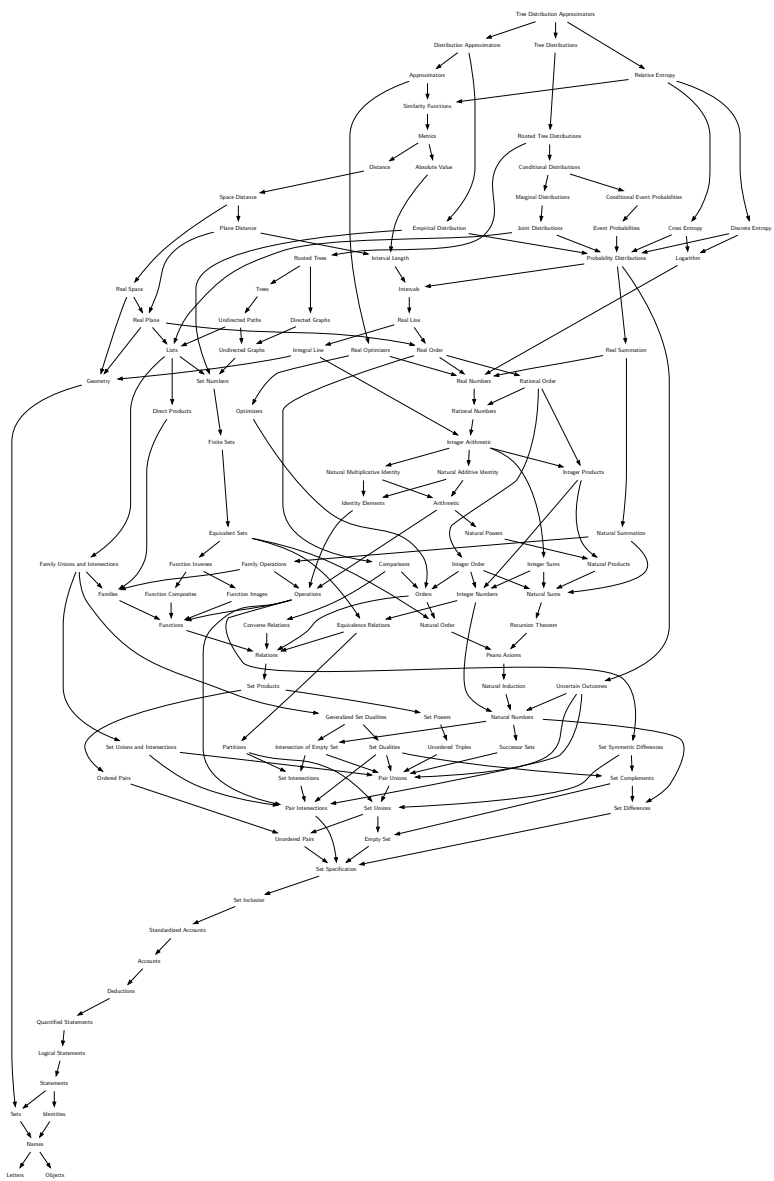 Tree Distribution Approximators
Distribution Approximators
Tree Distributions
Approximators
Relative Entropy
Similarity Functions
Metrics
Rooted Tree Distributions
Distance
Absolute Value
Conditional Distributions
Space Distance
Marginal Distributions
Conditional Event Probabilities
Plane Distance
Empirical Distribution
Joint Distributions
Event Probabilities
Cross Entropy
Discrete Entropy
Rooted Trees
Interval Length
Probability Distributions
Logarithm
Real Space
Trees
Intervals
Real Plane
Undirected Paths
Directed Graphs
Real Line
Lists
Undirected Graphs
Integral Line
Real Optimizers
Real Order
Real Summation
Geometry
Set Numbers
Real Numbers
Rational Order
Direct Products
Optimizers
Rational Numbers
Finite Sets
Integer Arithmetic
Natural Multiplicative Identity
Natural Additive Identity
Integer Products
Identity Elements
Arithmetic
Equivalent Sets
Natural Powers
Natural Summation
Family Unions and Intersections
Function Inverses
Family Operations
Comparisons
Integer Order
Integer Sums
Natural Products
Families
Function Composites
Function Images
Operations
Orders
Integer Numbers
Natural Sums
Functions
Converse Relations
Equivalence Relations
Natural Order
Recursion Theorem
Relations
Peano Axioms
Set Products
Natural Induction
Uncertain Outcomes
Generalized Set Dualities
Set Powers
Natural Numbers
Set Unions and Intersections
Partitions
Intersection of Empty Set
Set Dualities
Unordered Triples
Successor Sets
Set Symmetric Differences
Ordered Pairs
Set Intersections
Pair Unions
Set Complements
Pair Intersections
Set Unions
Set Differences
Unordered Pairs
Empty Set
Set Specification
Set Inclusion
Standardized Accounts
Accounts
Deductions
Quantified Statements
Logical Statements
Statements
Sets
Identities
Names
Letters
Objects